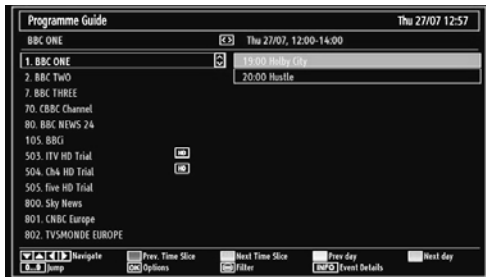 Programme Guide Thu 27/07 12:57
BBC ONE Thu 27/07, 12:00-14:00
1. BBC ONE 19:00 Holby City
2. BBC TWO 20:00 Hustle
7. BBC THREE
70. CBBC Channel
80. BBC NEWS 24
105. BBCi
503. ITV HD Trial HD
504. Ch4 HD Trial HD
505. five HD Trial
800. Sky News
801. CNBC Europe
802. TV5MONDE EUROPE
Navigate Prev. Time Slice Next Time Slice Prev day Next day
0...9 Jump OK Options Filter INFO Event Details